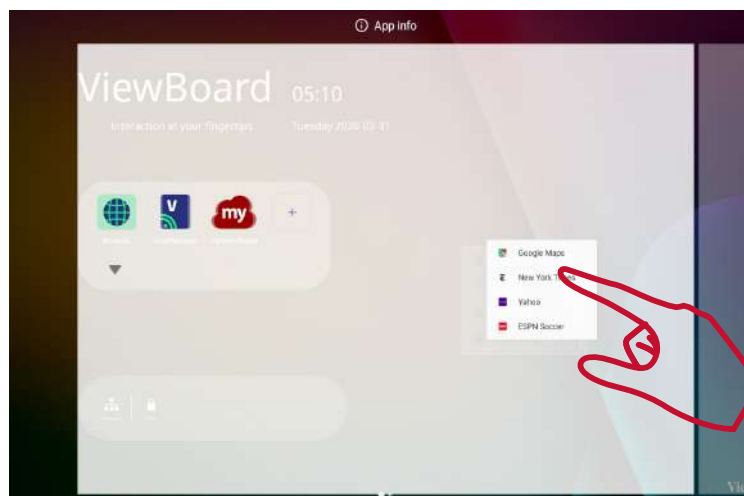 App info
ViewBoard 05:10
Interaction at your fingertips Tuesday 2020 03-31
V
my
+
Google Maps
New York Times
Yahoo
ESPN Soccer